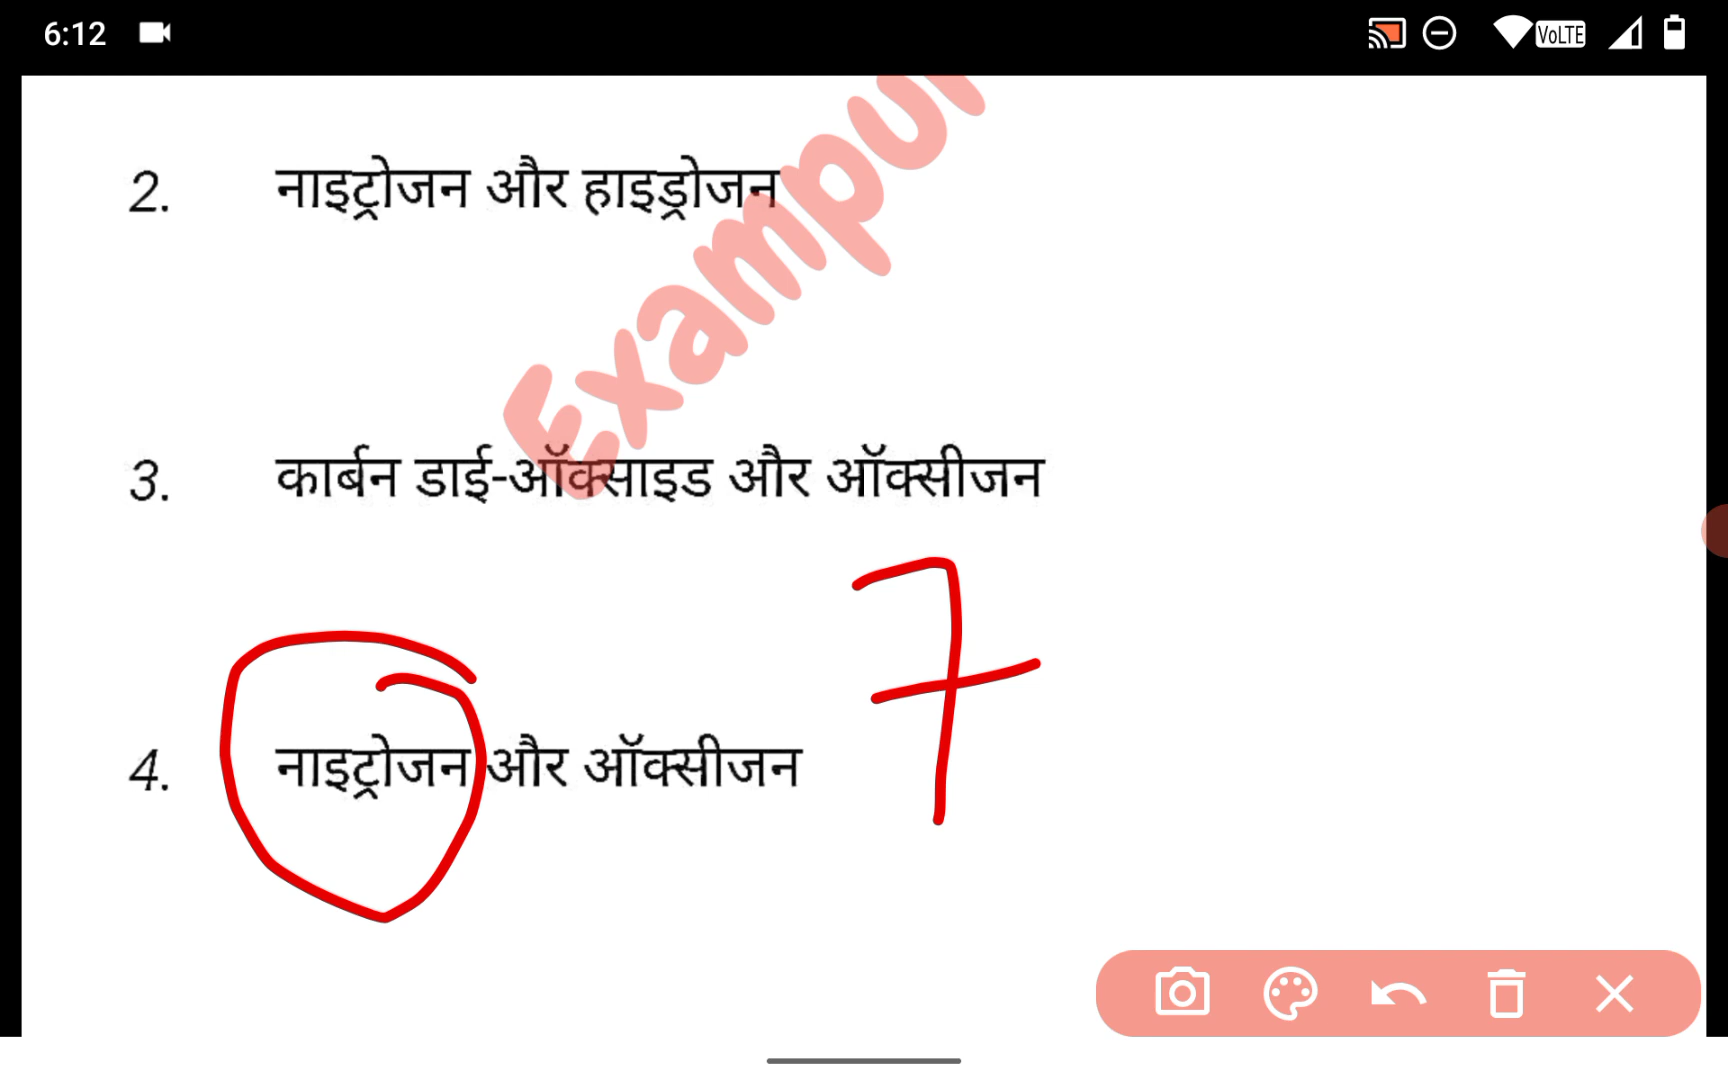 6:12
VoLTE
Exampur
2. नाइट्रोजन और हाइड्रोजन
3. कार्बन डाई-ऑक्साइड और ऑक्सीजन
7
4. नाइट्रोजन और ऑक्सीजन